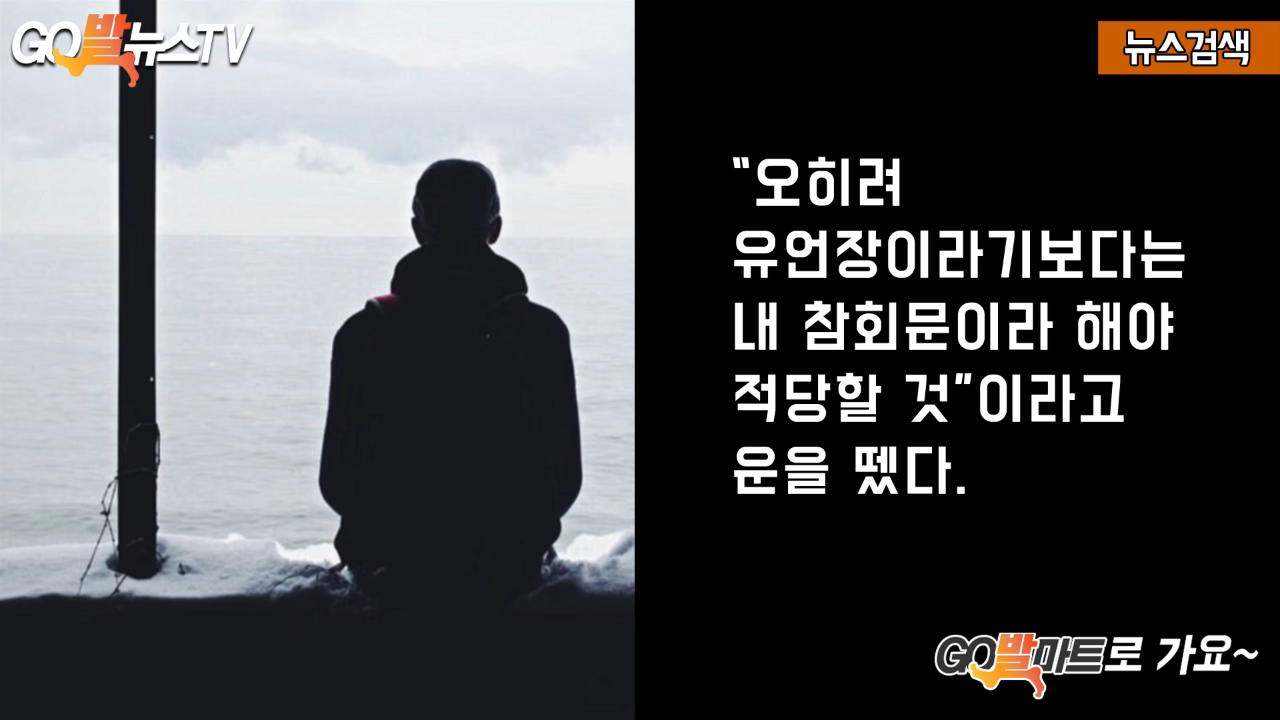 GO발뉴스TV
뉴스검색
“오히려
유언장이라기보다는
내 참회문이라 해야
적당할 것”이라고
운을 뗐다.
GO발마트로 가요~